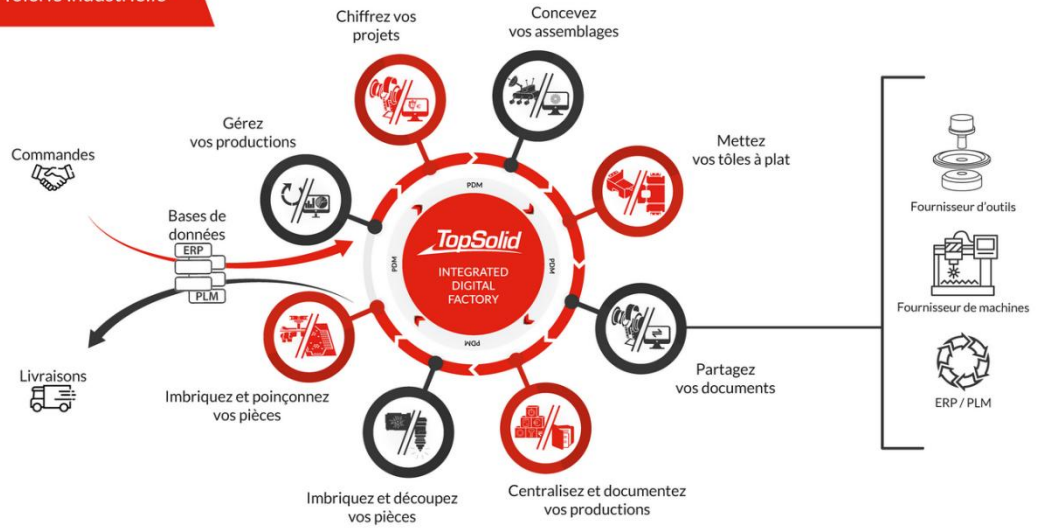 Chiffrez vos
projets
Concevez
vos assemblages
Gérez
vos productions
Mettez
vos tôles à plat
Commandes
Bases de
données
ERP
PLM
PDM
PDM
PDM
PDM
TopSolid
INTEGRATED
DIGITAL
FACTORY
Fournisseur d'outils
Fournisseur de machines
ERP / PLM
Livraisons
Imbriquez et poinçonnez
vos pièces
Partagez
vos documents
Imbriquez et découpez
vos pièces
Centralisez et documentez
vos productions